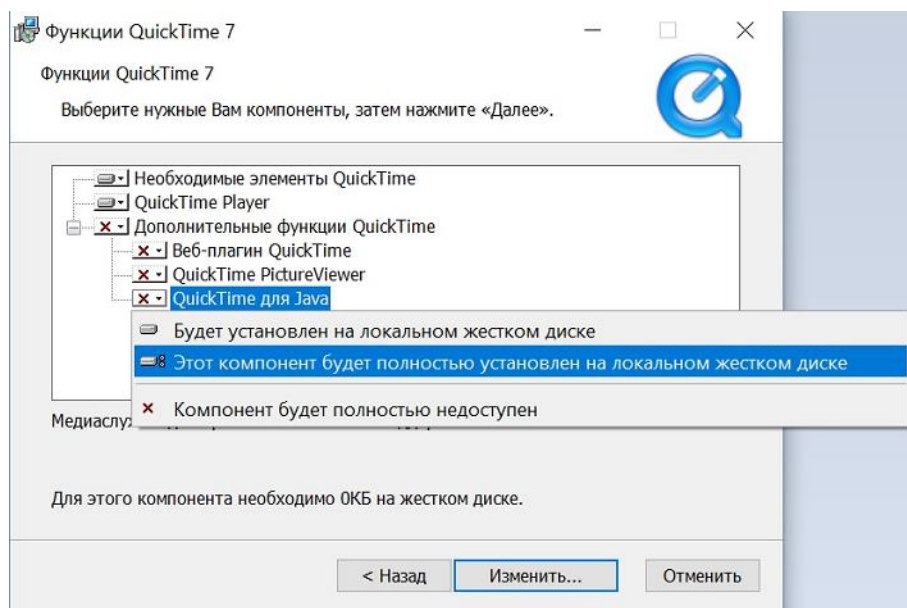 Функции QuickTime 7
Функции QuickTime 7
Выберите нужные Вам компоненты, затем нажмите «Далее».
Необходимые элементы QuickTime
QuickTime Player
Дополнительные функции QuickTime
Веб-плагин QuickTime
QuickTime PictureViewer
QuickTime для Java
Будет установлен на локальном жестком диске
Этот компонент будет полностью установлен на локальном жестком диске
Компонент будет полностью недоступен
Для этого компонента необходимо 0КБ на жестком диске.
< Назад Изменить... Отменить